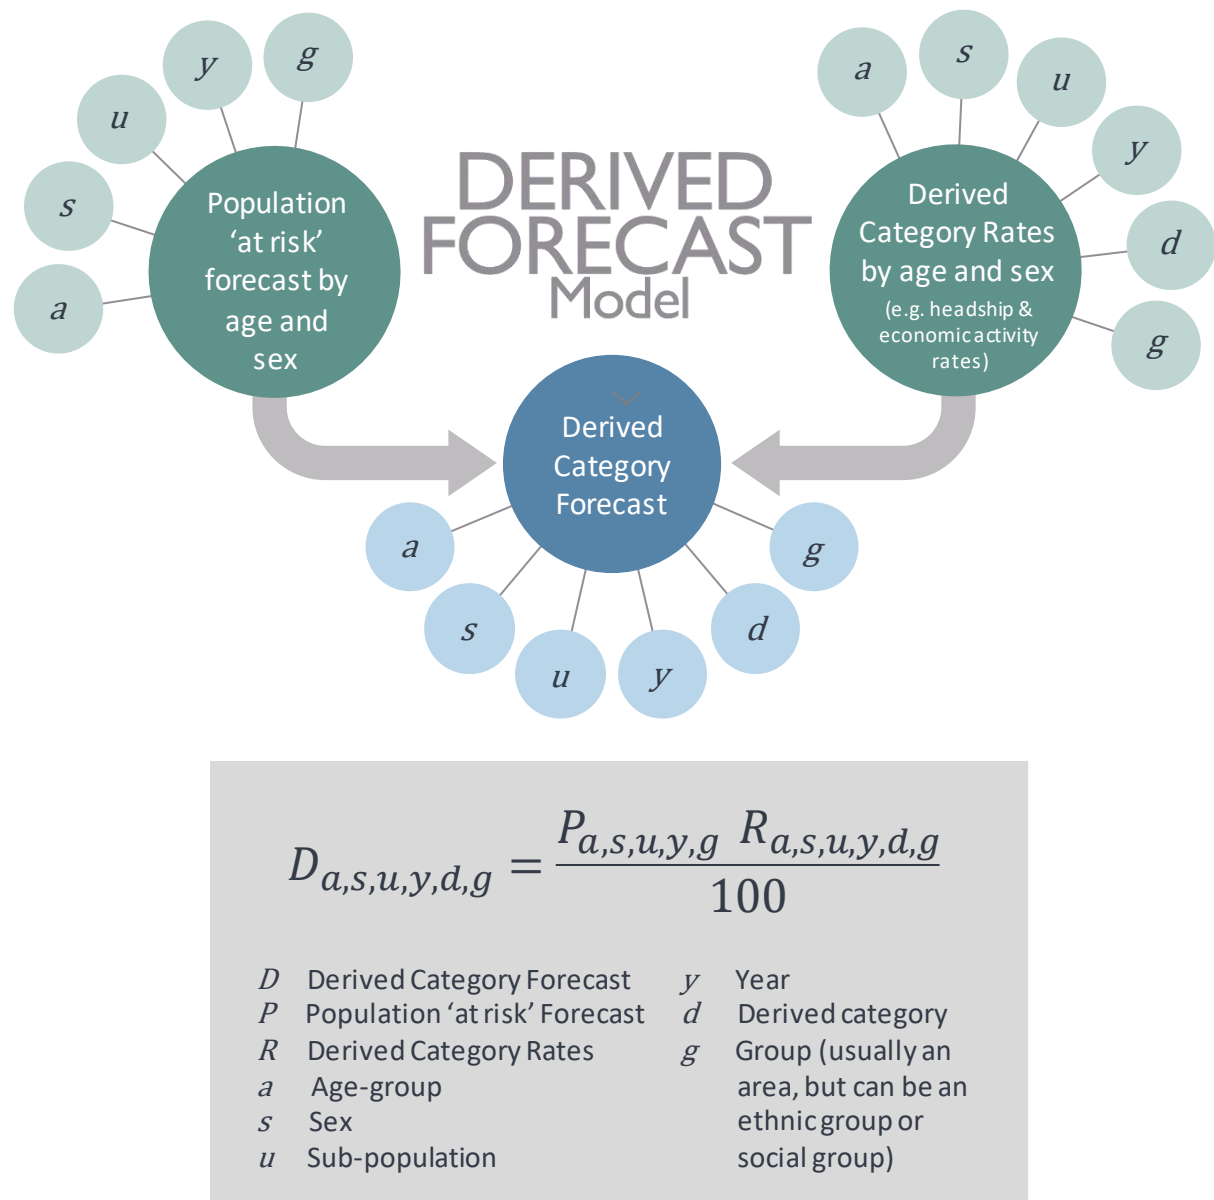 a
s
u
y
g
Population
‘at risk’
forecast by
age and
sex
DERIVED
FORECAST
Model
a
s
u
y
d
g
Derived
Category Rates
by age and sex
(e.g. headship &
economic activity
rates)
Derived
Category
Forecast
a
s
u
y
d
g
D_{a,s,u,y,d,g} = \frac{P_{a,s,u,y,g} R_{a,s,u,y,d,g}}{100}
D Derived Category Forecast
P Population ‘at risk’ Forecast
R Derived Category Rates
a Age-group
s Sex
u Sub-population
y Year
d Derived category
g Group (usually an
area, but can be an
ethnic group or
social group)